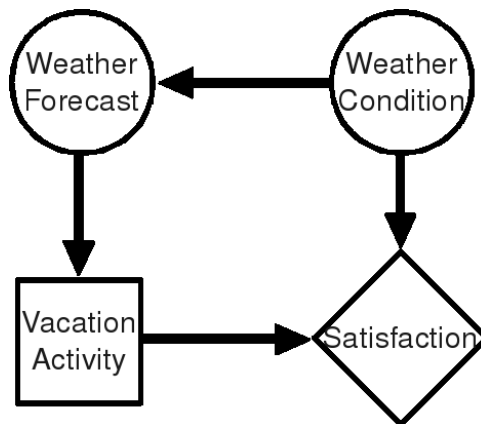 Weather
Forecast
Weather
Condition
Vacation
Activity
Satisfaction